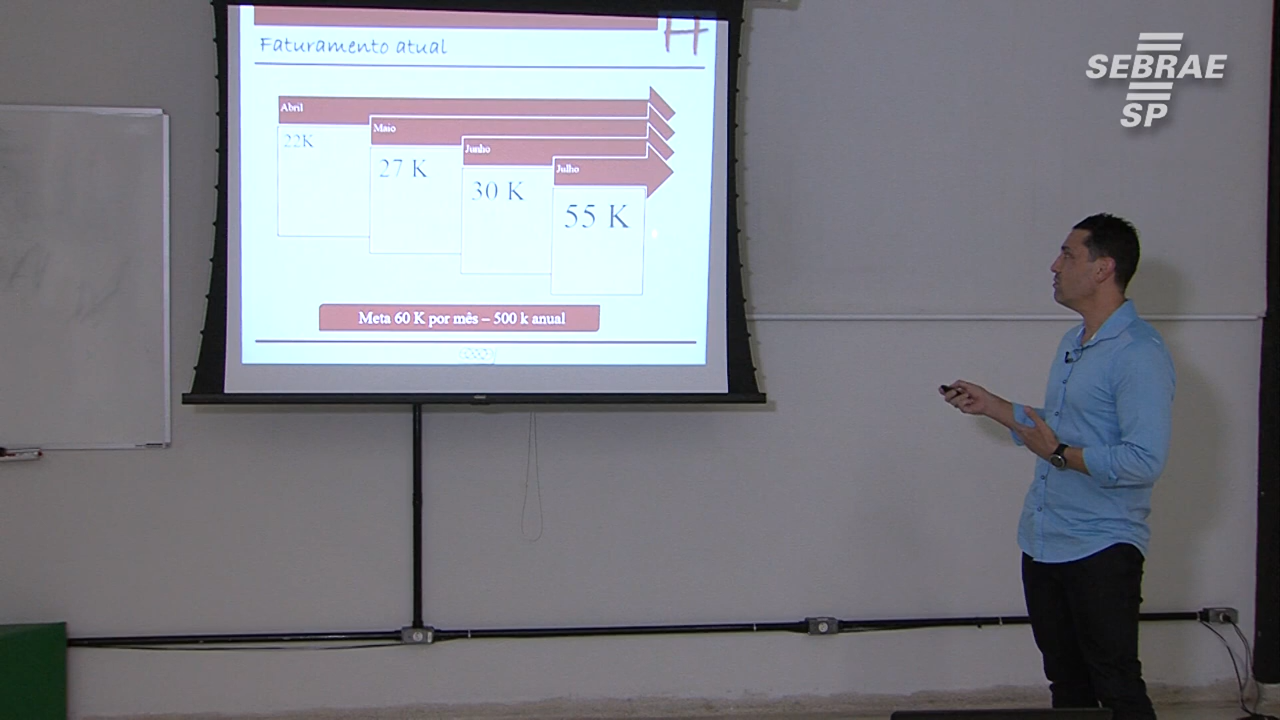 Faturamento atual
Abril
22K
Maio
27 K
Junho
30 K
Julho
55 K
Meta 60 K por mês – 500 k anual
SEBRAE
SP